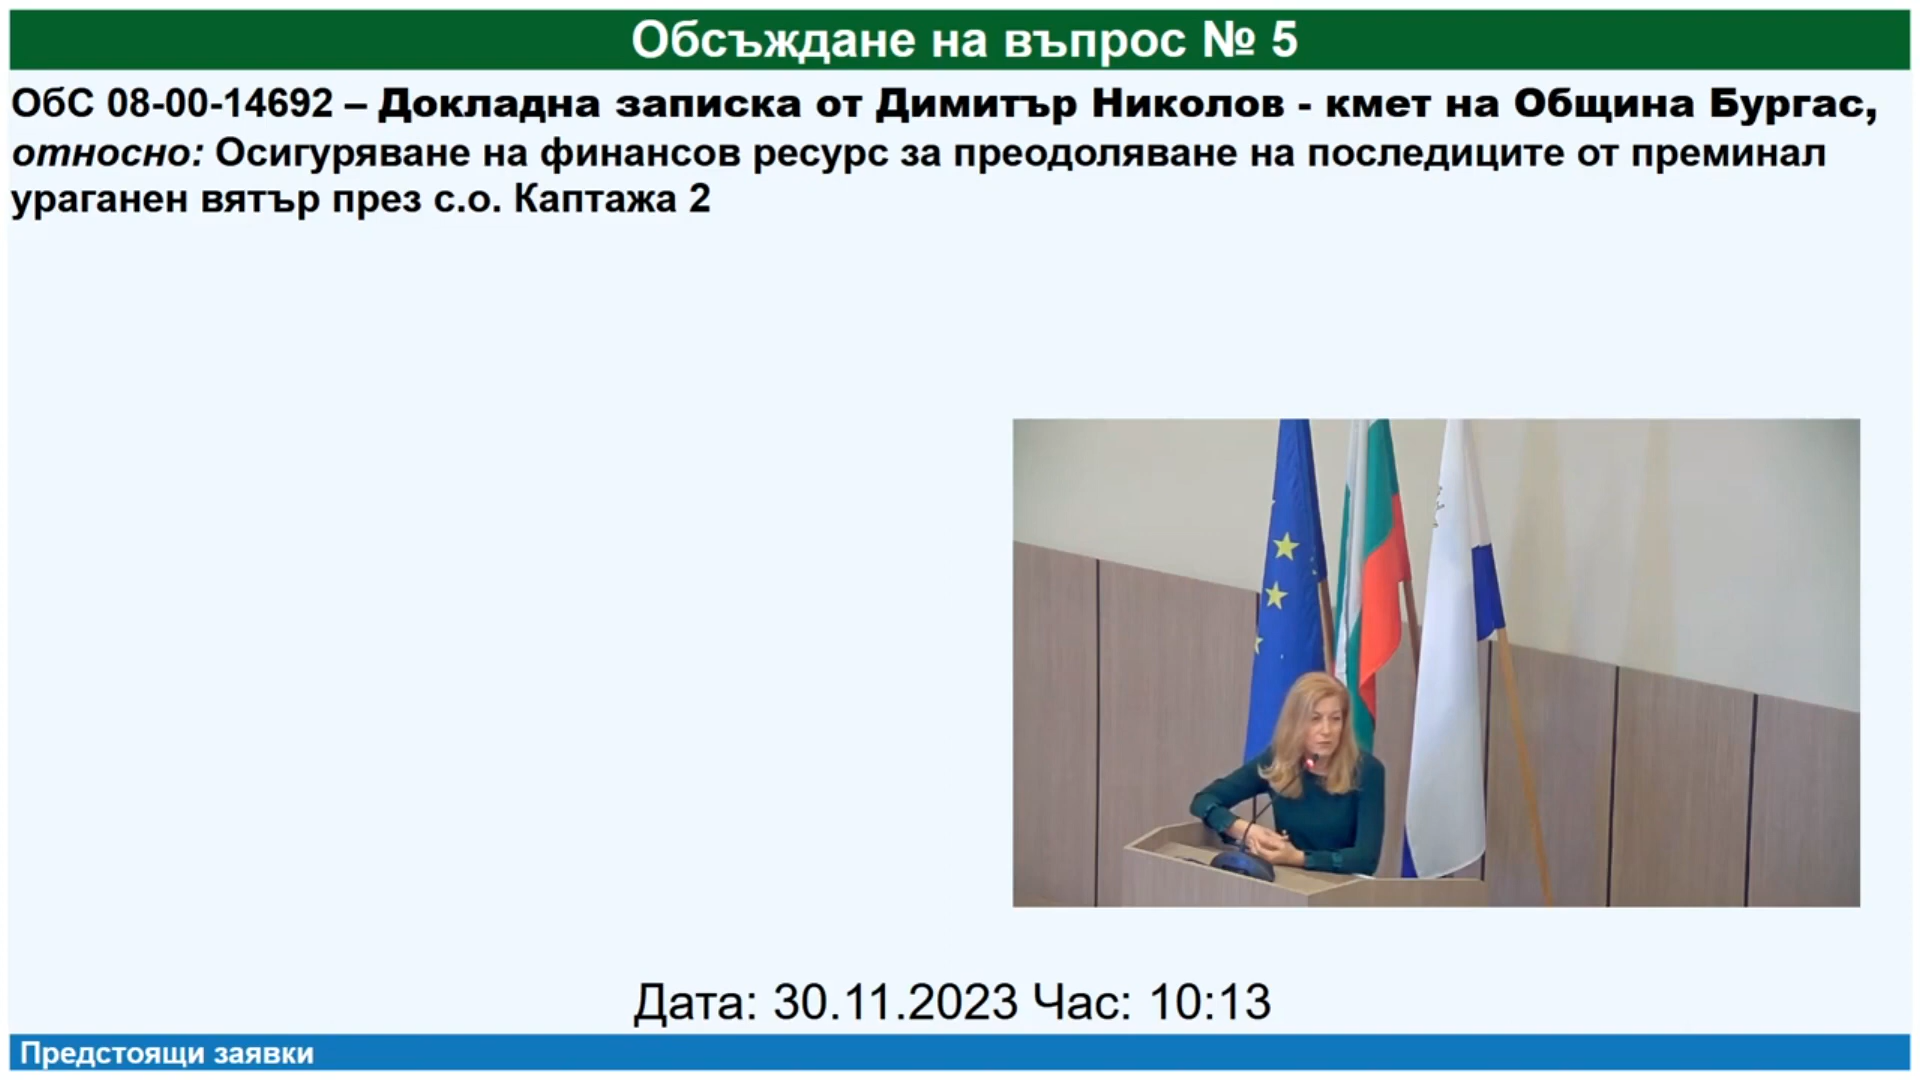 Обсъждане на въпрос № 5
ОбС 08-00-14692 – Докладна записка от Димитър Николов - кмет на Община Бургас,
относно: Осигуряване на финансов ресурс за преодоляване на последиците от преминал
ураганен вятър през с.о. Каптажа 2
Дата: 30.11.2023 Час: 10:13
Предстоящи заявки